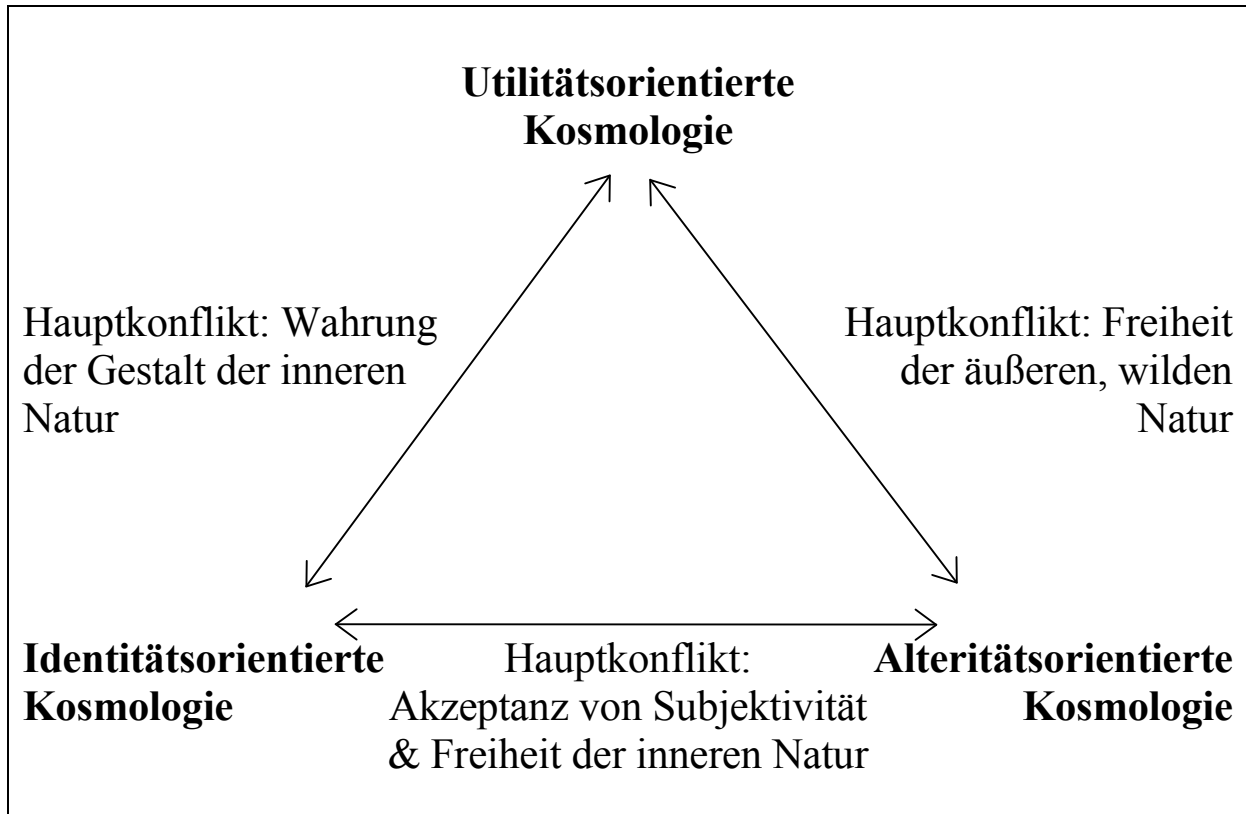 Utilitätsorientierte
Kosmologie
Hauptkonflikt: Wahrung
der Gestalt der inneren
Natur
Hauptkonflikt: Freiheit
der äußeren, wilden
Natur
Identitätsorientierte
Kosmologie
Hauptkonflikt:
Akzeptanz von Subjektivität
& Freiheit der inneren Natur
Alteritätsorientierte
Kosmologie